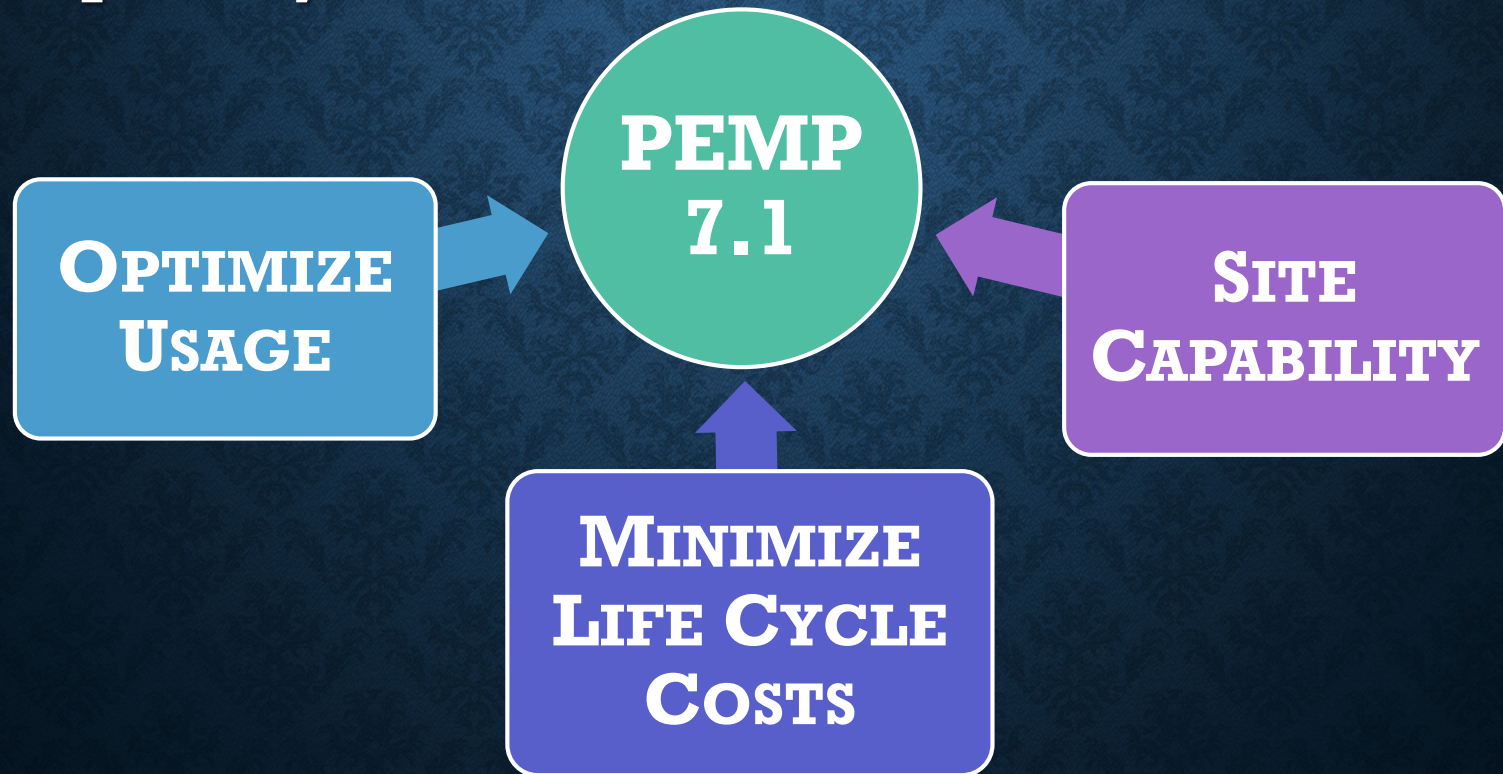 PEMP
7.1
OPTIMIZE
USAGE
SITE
CAPABILITY
MINIMIZE
LIFE CYCLE
COSTS